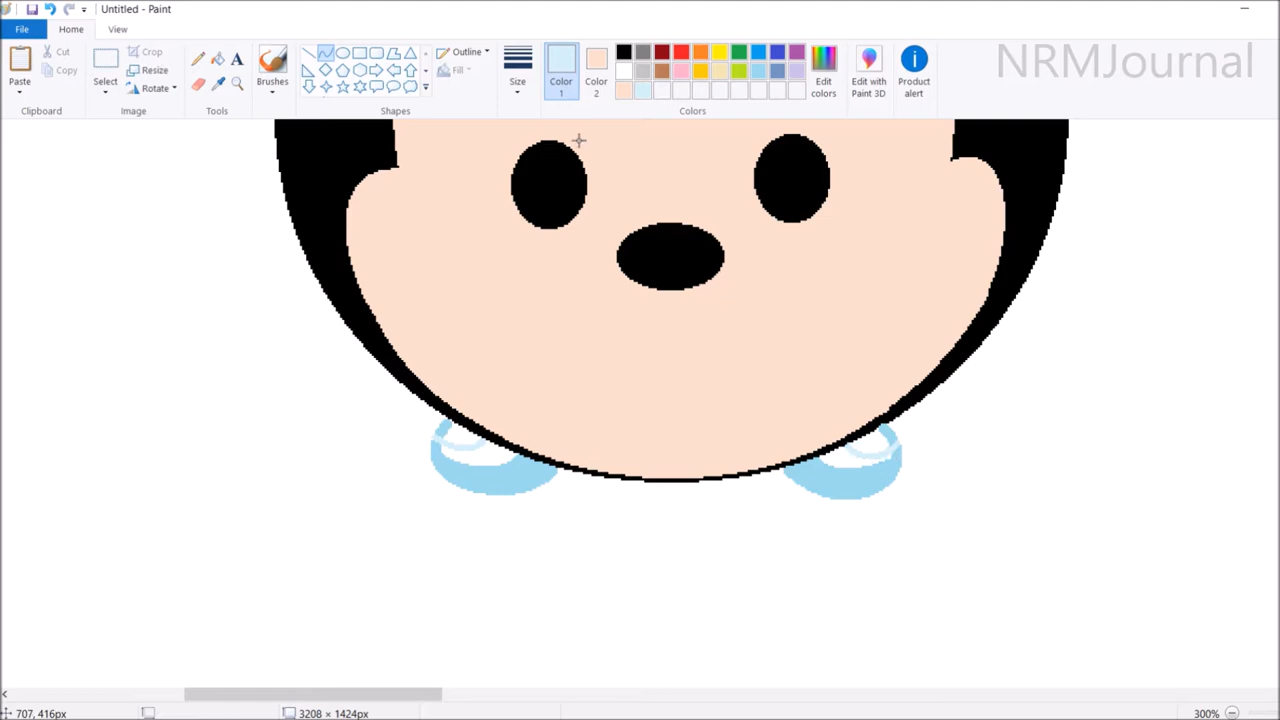 Untitled - Paint
File
Home
View
Paste
Cut
Copy
Clipboard
Select
Crop
Resize
Rotate
Image
A
Tools
Brushes
Outline
Fill
Shapes
Size
Color 1
Color 2
Edit colors
Colors
Edit with Paint 3D
Product alert
NRMJourna
707, 416px
3208 × 1424px
300%